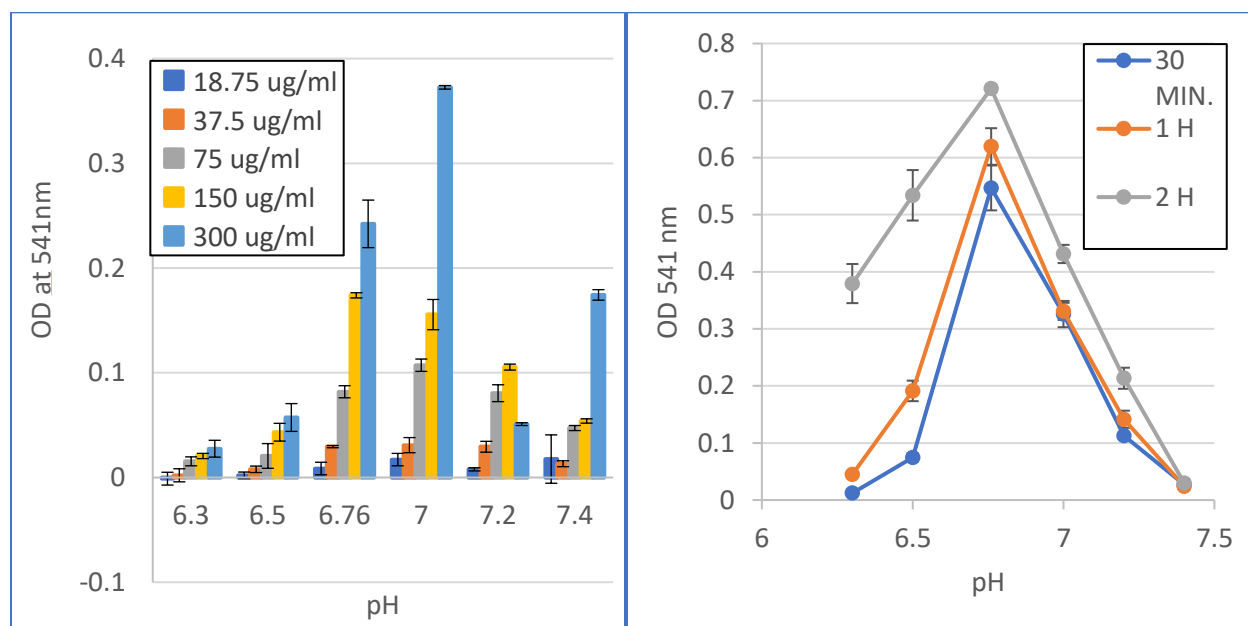 0.4
0.3
0.2
0.1
0
-0.1
OD at 541nm
18.75 ug/ml
37.5 ug/ml
75 ug/ml
150 ug/ml
300 ug/ml
6.3 6.5 6.76 7 7.2 7.4
pH
0.8
0.7
0.6
0.5
0.4
0.3
0.2
0.1
0
OD 541 nm
30
MIN.
1 H
2 H
6 6.5 7 7.5
pH